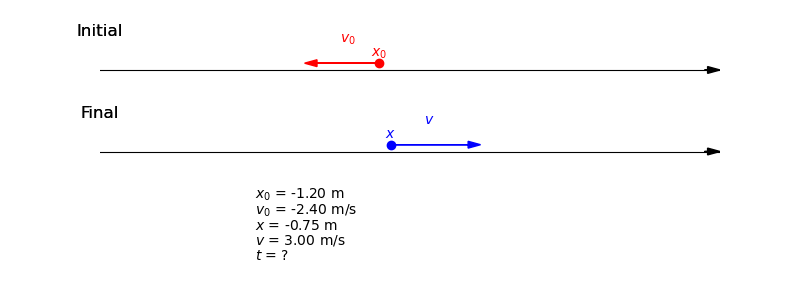 Initial
v₀
x₀
Final
v
x
x₀ = -1.20 m
v₀ = -2.40 m/s
x = -0.75 m
v = 3.00 m/s
t = ?